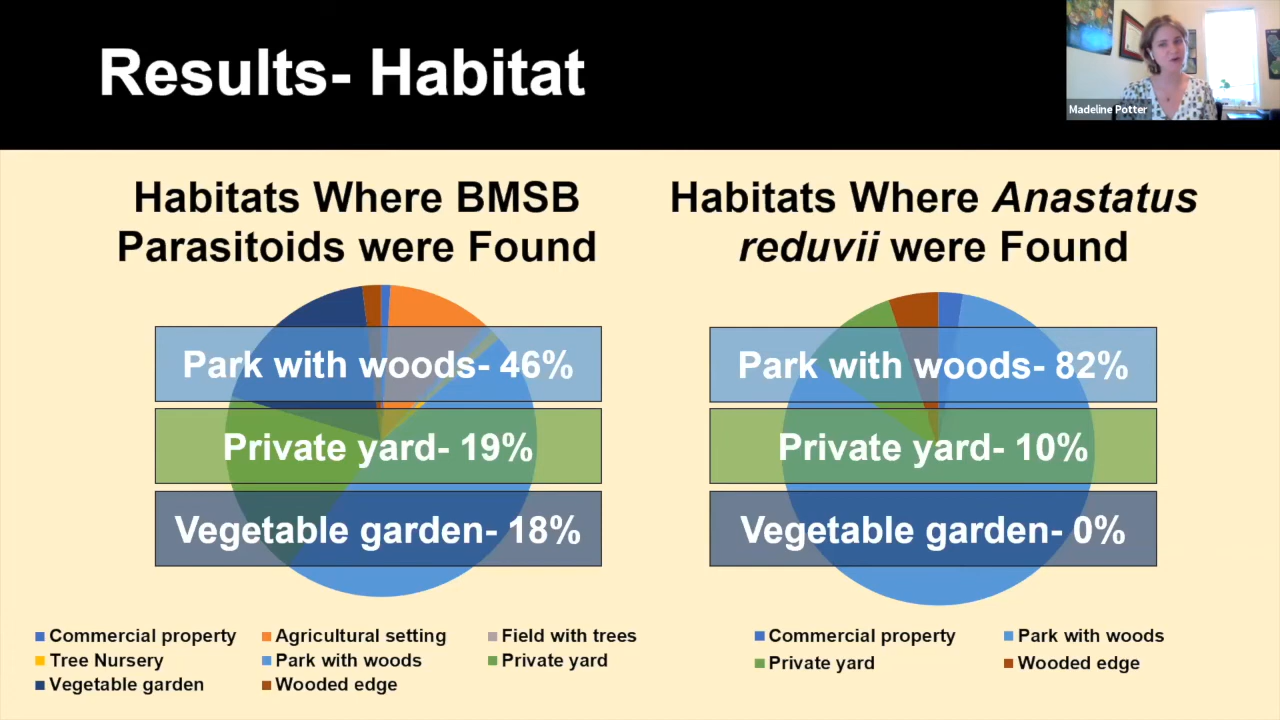 Results- Habitat
Madeline Potter
Habitats Where BMSB
Parasitoids were Found
Park with woods- 46%
Private yard- 19%
Vegetable garden- 18%
Commercial property
Agricultural setting
Field with trees
Tree Nursery
Park with woods
Private yard
Vegetable garden
Wooded edge
Habitats Where Anastatus
reduvii were Found
Park with woods- 82%
Private yard- 10%
Vegetable garden- 0%
Commercial property
Park with woods
Private yard
Wooded edge